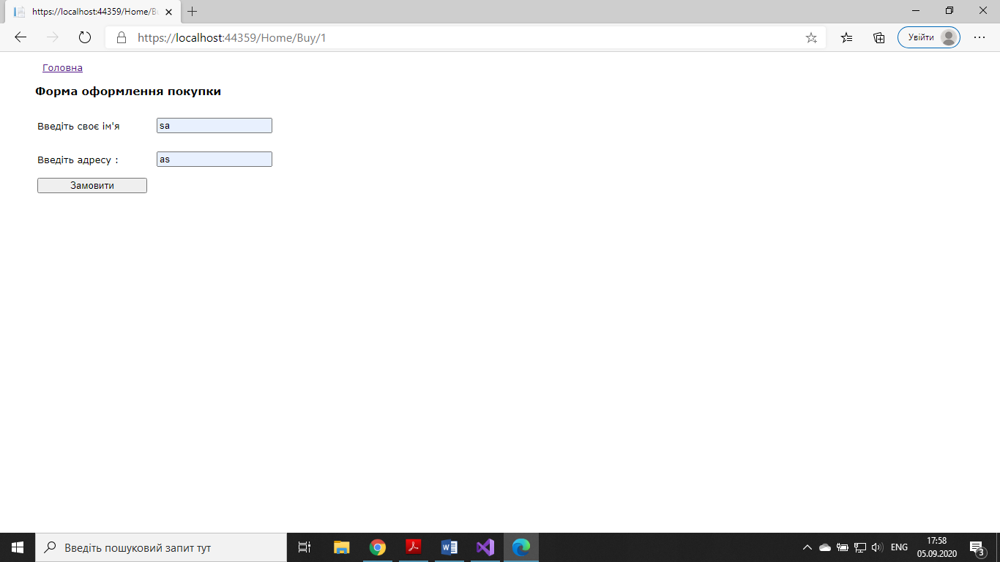 https://localhost:44359/Home/B
https://localhost:44359/Home/Buy/1
Увійти
Головна
Форма оформлення покупки
Введіть своє ім'я
sa
Введіть адресу :
as
Замовити
Введіть пошуковий запит тут
ENG
17:58
05.09.2020
3